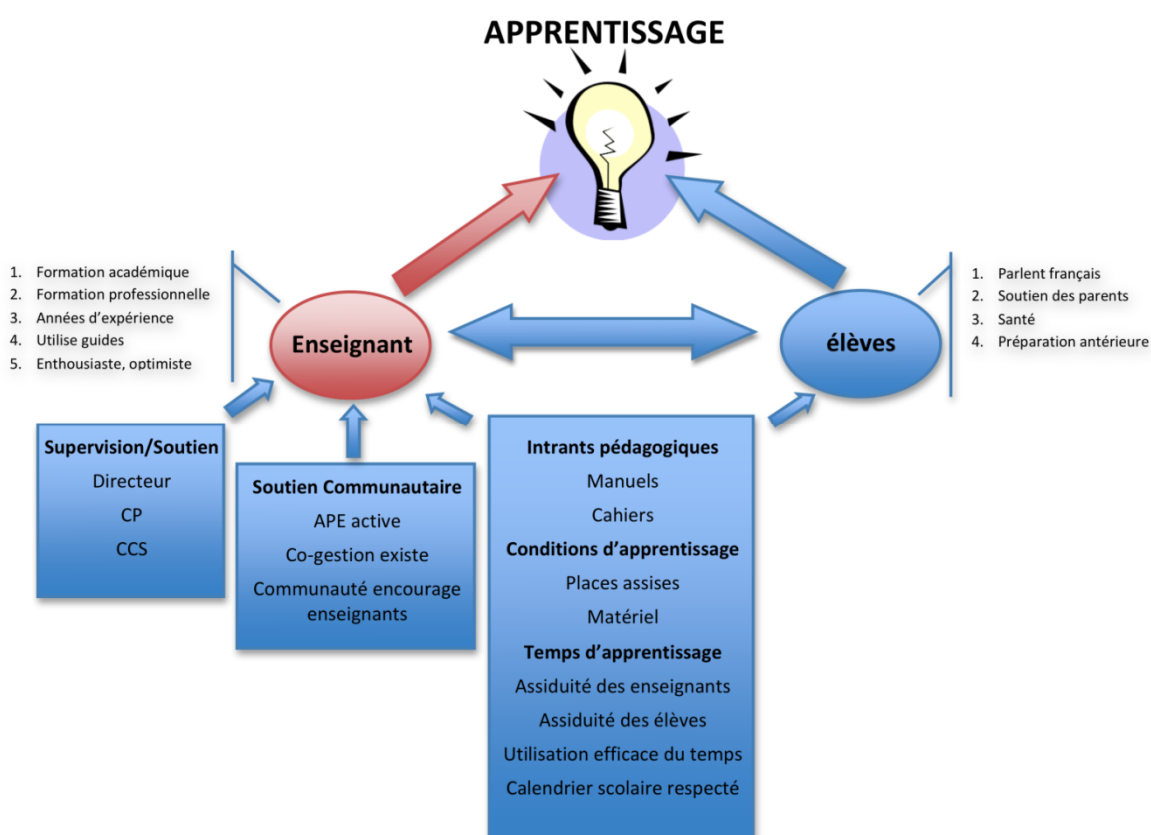 APPRENTISSAGE
1. Formation académique
2. Formation professionnelle
3. Années d’expérience
4. Utilise guides
5. Enthousiaste, optimiste
Enseignant
élèves
1. Parlent français
2. Soutien des parents
3. Santé
4. Préparation antérieure
Supervision/Soutien
Directeur
CP
CCS
Soutien Communautaire
APE active
Co-gestion existe
Communauté encourage
enseignants
Intrants pédagogiques
Manuels
Cahiers
Conditions d’apprentissage
Places assises
Matériel
Temps d’apprentissage
Assiduité des enseignants
Assiduité des élèves
Utilisation efficace du temps
Calendrier scolaire respecté